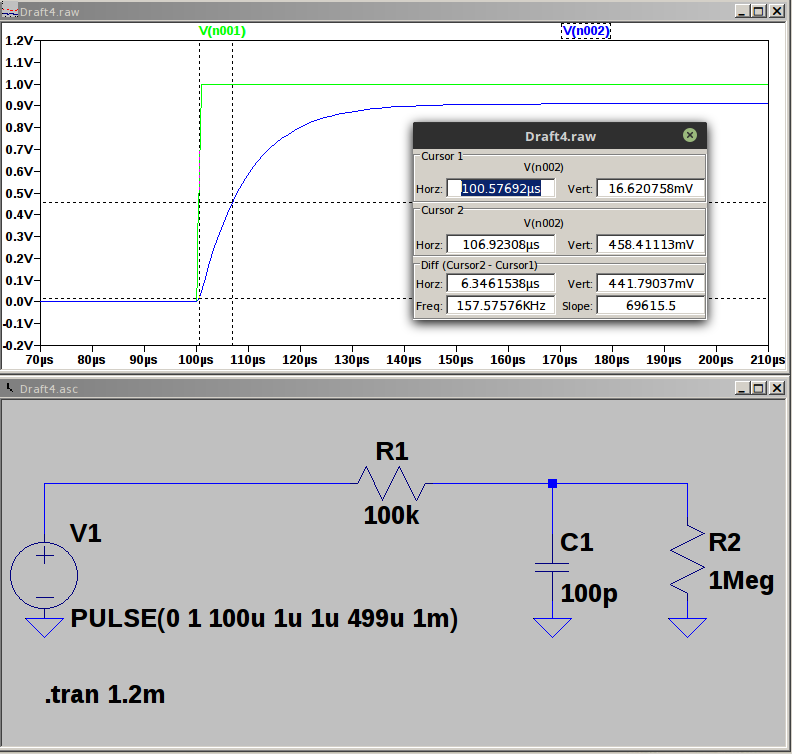 Draft4.raw
V(n001) V(n002)
1.2V
1.1V
1.0V
0.9V
0.8V
0.7V
0.6V
0.5V
0.4V
0.3V
0.2V
0.1V
0.0V
-0.1V
-0.2V
70µs 80µs 90µs 100µs 110µs 120µs 130µs 140µs 150µs 160µs 170µs 180µs 190µs 200µs 210µs
Draft4.raw
Cursor 1
V(n002)
Horz: 100.57692µs Vert: 16.620758mV
Cursor 2
V(n002)
Horz: 106.92308µs Vert: 458.41113mV
Diff (Cursor2 - Cursor1)
Horz: 6.3461538µs Vert: 441.79037mV
Freq: 157.57576KHz Slope: 69615.5
Draft4.asc
R1
100k
V1
PULSE(0 1 100u 1u 1u 499u 1m)
C1
100p
R2
1Meg
.tran 1.2m